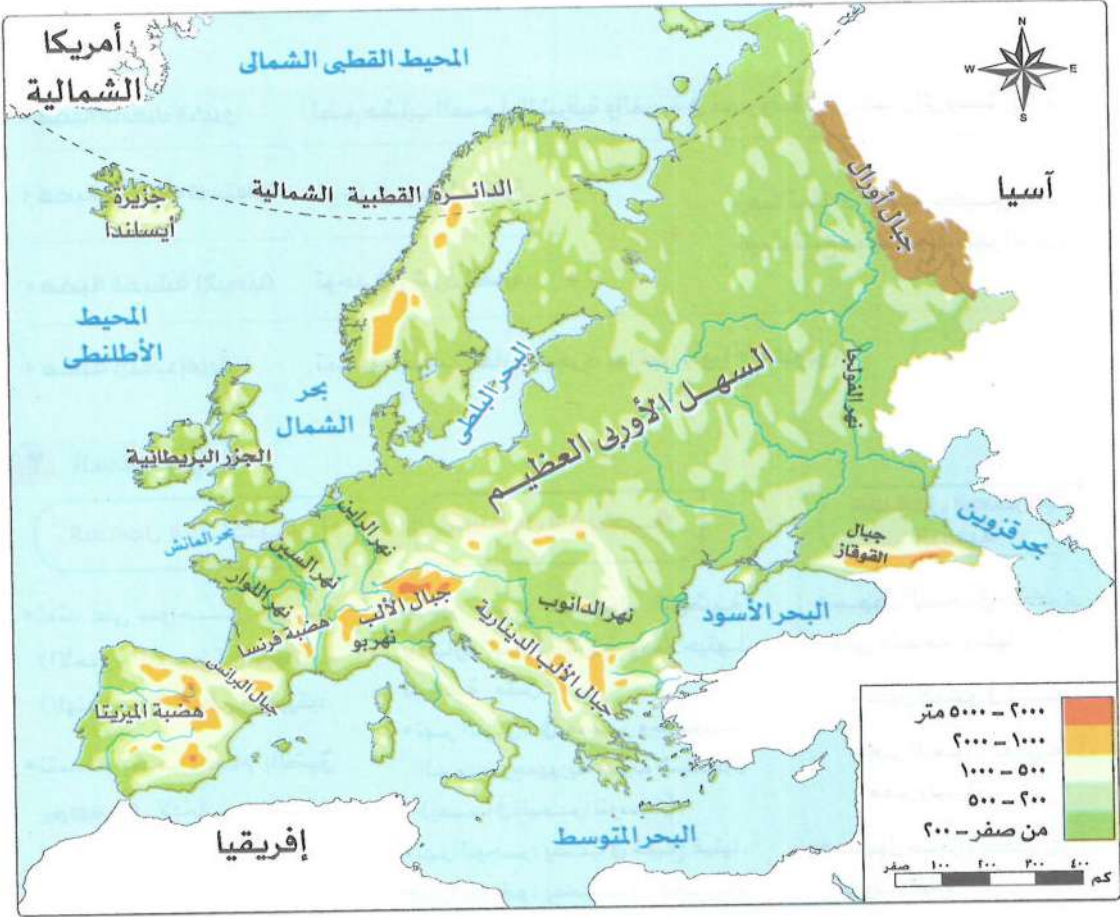 أمريكا
الشمالية
المحيط القطبى الشمالى
N
W
E
S
آسيا
جبال أورال
الدائرة القطبية الشمالية
جزيرة
أيسلندا
المحيط
الأطلنطى
بحر
الشمال
البحر البلطى
السهل الأوربى العظيم
نهر الفولجا
الجزر البريطانية
بحر المانش
نهر الراين
نهر السين
نهر اللوار
هضبة فرنسا
جبال الألب
نهر بو
نهر الدانوب
جبال الألب الدينارية
جبال
القوقاز
بحر قزوين
البحر الأسود
جبال البرانس
هضبة الميزيتا
إفريقيا
البحر المتوسط
٢٠٠٠ – ٥٠٠٠ متر
١٠٠٠ – ٢٠٠٠
٥٠٠ – ١٠٠٠
٢٠٠ – ٥٠٠
من صفر – ٢٠٠
صفر ١٠٠ ٢٠٠ ٣٠٠ ٤٠٠
كم